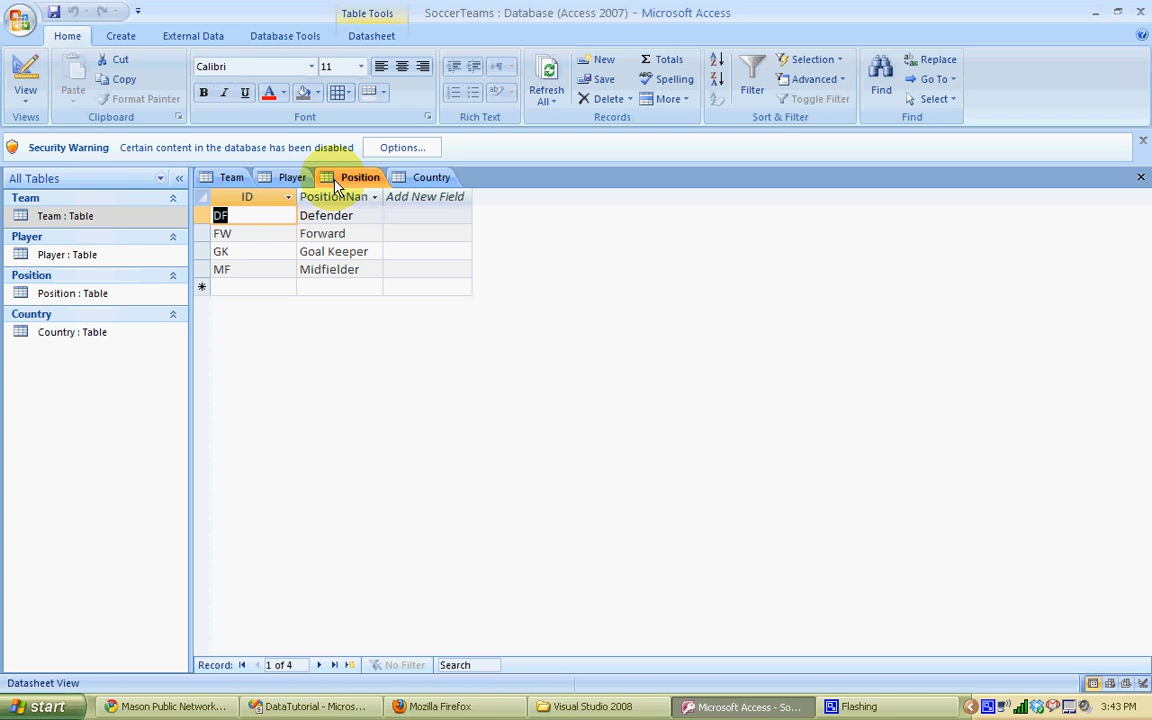 Table Tools
SoccerTeams : Database (Access 2007) - Microsoft Access
Home Create External Data Database Tools Datasheet
View
Views
Paste
Cut
Copy
Format Painter
Clipboard
Calibri 11
B I U A
Font
Rich Text
Refresh All
New
Save
Delete
Totals
Spelling
More
Records
Filter
Selection
Advanced
Toggle Filter
Sort & Filter
Find
Replace
Go To
Select
Find
Security Warning Certain content in the database has been disabled Options...
All Tables
Team
Team : Table
Player
Player : Table
Position
Position : Table
Country
Country : Table
Team Player Position Country
ID PositionNan Add New Field
DF Defender
FW Forward
GK Goal Keeper
MF Midfielder
Record: 1 of 4 No Filter Search
Datasheet View
start Mason Public Network... DataTutorial - Micros... Mozilla Firefox Visual Studio 2008 Microsoft Access - So... Flashing 3:43 PM